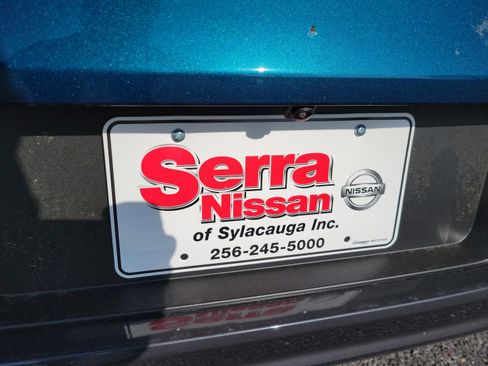 Serra
Nissan
NISSAN
of Sylacauga Inc.
256-245-5000